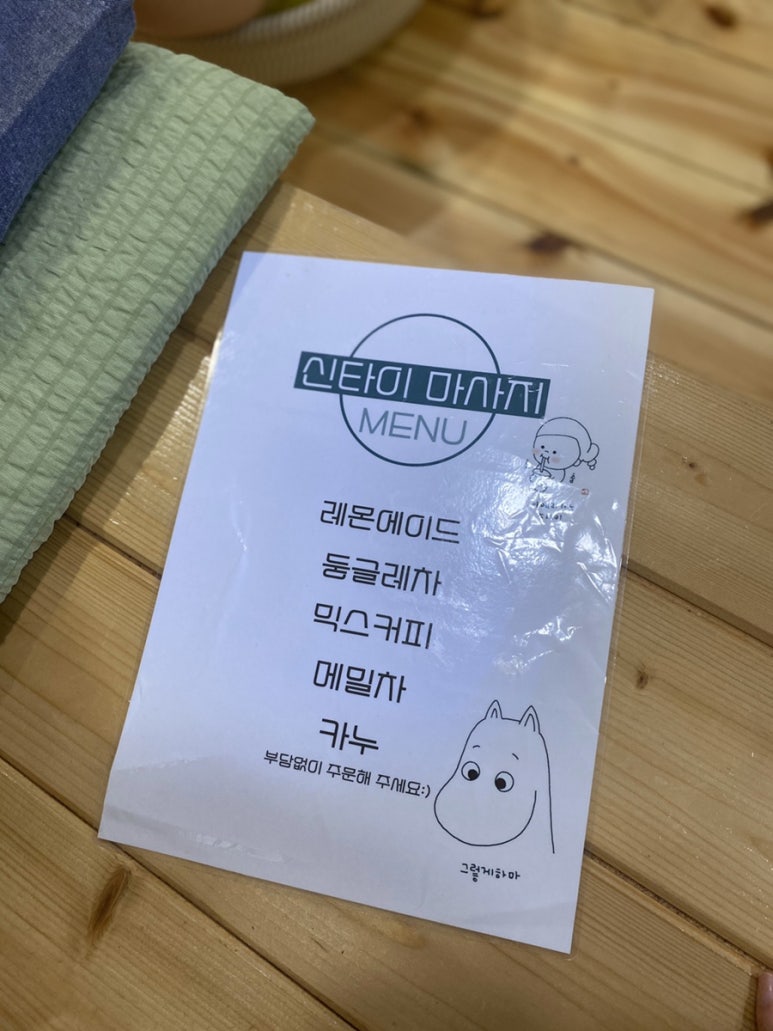 신타이 마사저
MENU
레몬에이드
둥글레차
믹스커피
메밀차
카누
부담없이 주문해 주세요:)
그렇게하마